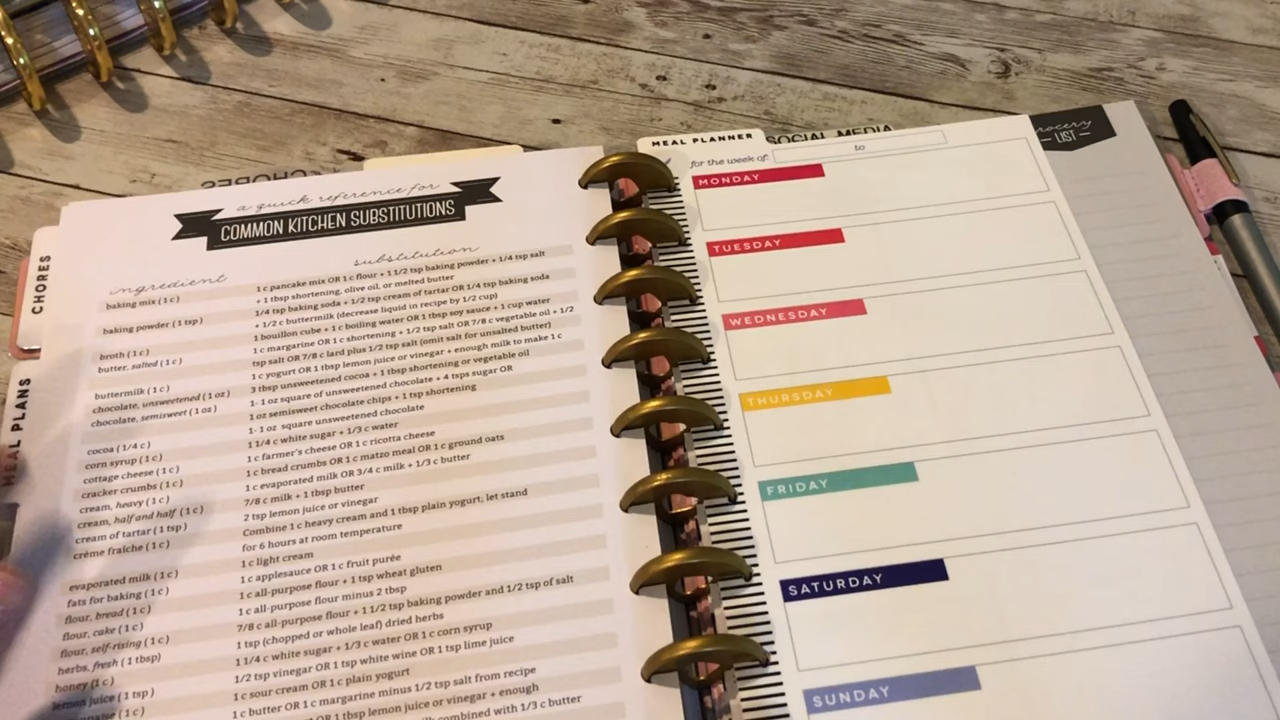 CHORES
CHORES
MEAL PLANS
a quick reference for
COMMON KITCHEN SUBSTITUTIONS
ingredient substitution
baking mix (1 c) 1 c pancake mix OR 1 c flour + 1 1/2 tsp baking powder + 1/4 tsp salt
+ 1 tbsp shortening, olive oil, or melted butter
baking powder (1 tsp) 1/4 tsp baking soda + 1/2 tsp cream of tartar OR 1/4 tsp baking soda
+ 1/2 c buttermilk (decrease liquid in recipe by 1/2 cup)
broth (1 c) 1 bouillon cube + 1 c boiling water OR 1 tbsp soy sauce + 1 cup water
butter, salted (1 c) 1 c margarine OR 1 c shortening + 1/2 tsp salt OR 7/8 c vegetable oil + 1/2
tsp salt OR 7/8 c lard plus 1/2 tsp salt (omit salt for unsalted butter)
buttermilk (1 c) 1 c yogurt OR 1 tbsp lemon juice or vinegar + enough milk to make 1 c
chocolate, unsweetened (1 oz) 3 tbsp unsweetened cocoa + 1 tbsp shortening or vegetable oil
chocolate, semisweet (1 oz) 1- 1 oz square of unsweetened chocolate + 4 tsps sugar OR
1 oz semisweet chocolate chips + 1 tsp shortening
cocoa (1/4 c) 1- 1 oz square unsweetened chocolate
corn syrup (1 c) 1 1/4 c white sugar + 1/3 c water
cottage cheese (1 c) 1 c farmer's cheese OR 1 c ricotta cheese
cracker crumbs (1 c) 1 c bread crumbs OR 1 c matzo meal OR 1 c ground oats
cream, heavy (1 c) 1 c evaporated milk OR 3/4 c milk + 1/3 c butter
cream, half and half (1 c) 7/8 c milk + 1 tbsp butter
cream of tartar (1 tsp) 2 tsp lemon juice or vinegar
crème fraîche (1 c) Combine 1 c heavy cream and 1 tbsp plain yogurt; let stand
for 6 hours at room temperature
evaporated milk (1 c) 1 c light cream
fats for baking (1 c) 1 c applesauce OR 1 c fruit purée
flour, bread (1 c) 1 c all-purpose flour + 1 tsp wheat gluten
flour, cake (1 c) 1 c all-purpose flour minus 2 tbsp
flour, self-rising (1 c) 7/8 c all-purpose flour + 1 1/2 tsp baking powder and 1/2 tsp of salt
herbs, fresh (1 tbsp) 1 tsp (chopped or whole leaf) dried herbs
honey (1 c) 1 1/4 c white sugar + 1/3 c water OR 1 c corn syrup
lemon juice (1 tsp) 1/2 tsp vinegar OR 1 tsp white wine OR 1 tsp lime juice
(1 c) 1 c sour cream OR 1 c plain yogurt
1 c butter OR 1 c margarine minus 1/2 tsp salt from recipe
OR 1 tbsp lemon juice or vinegar + enough
combined with 1/3 c butter
MEAL PLANNER
SOCIAL MEDIA
for the week of: to
MONDAY
TUESDAY
WEDNESDAY
THURSDAY
FRIDAY
SATURDAY
SUNDAY
grocery
LIST